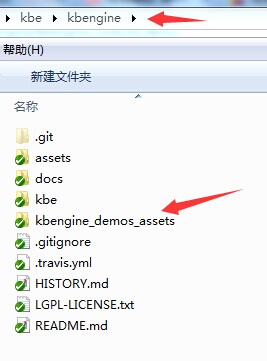 kbe ▸ kbengine ▸
帮助(H)
新建文件夹
名称
.git
assets
docs
kbe
kbengine_demos_assets
.gitignore
.travis.yml
HISTORY.md
LGPL-LICENSE.txt
README.md